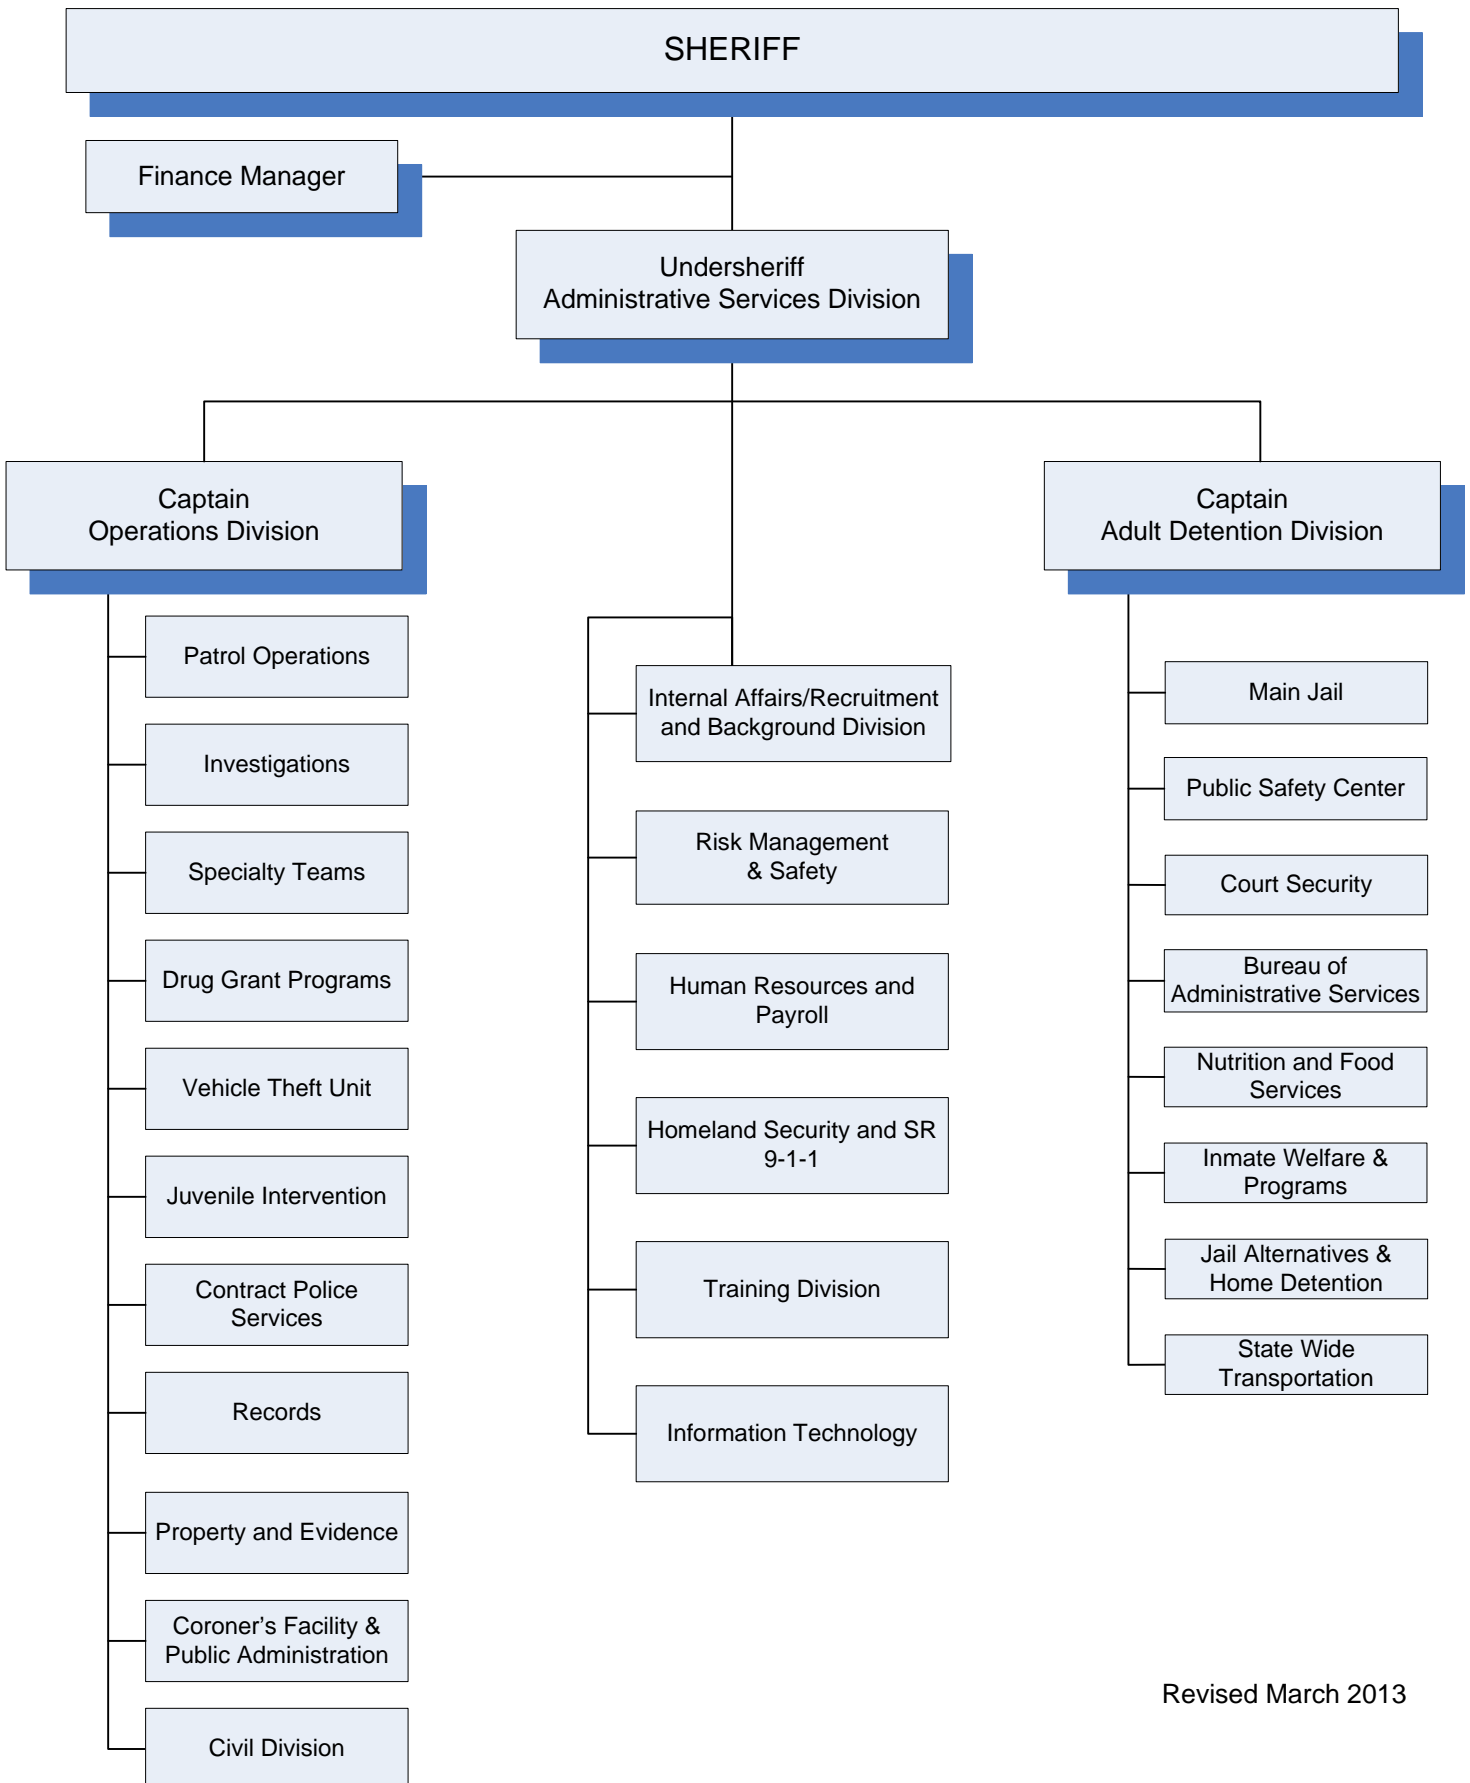 SHERIFF
Finance Manager
Undersheriff
Administrative Services Division
Captain
Operations Division
Patrol Operations
Investigations
Specialty Teams
Drug Grant Programs
Vehicle Theft Unit
Juvenile Intervention
Contract Police
Services
Records
Property and Evidence
Coroner’s Facility &
Public Administration
Civil Division
Internal Affairs/Recruitment
and Background Division
Risk Management
& Safety
Human Resources and
Payroll
Homeland Security and SR
9-1-1
Training Division
Information Technology
Captain
Adult Detention Division
Main Jail
Public Safety Center
Court Security
Bureau of
Administrative Services
Nutrition and Food
Services
Inmate Welfare &
Programs
Jail Alternatives &
Home Detention
State Wide
Transportation
Revised March 2013